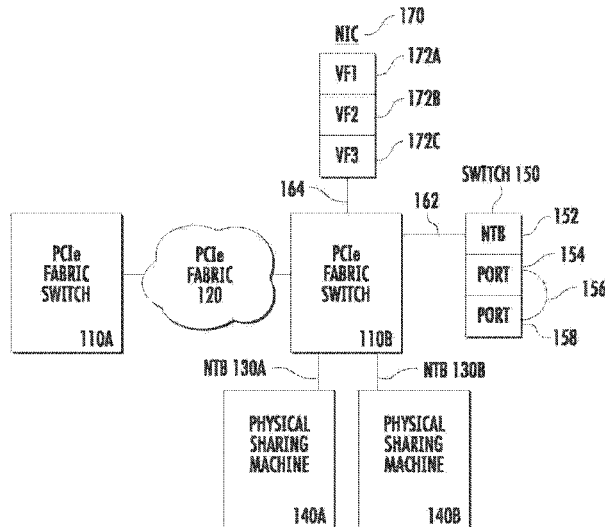 NIC 170
VF1 172A
VF2 172B
VF3 172C
164
SWITCH 150
162
NTB 152
PORT 154
156
PORT 158
PCIe FABRIC SWITCH 110A
PCIe FABRIC 120
PCIe FABRIC SWITCH 110B
NTB 130A
NTB 130B
PHYSICAL SHARING MACHINE 140A
PHYSICAL SHARING MACHINE 140B